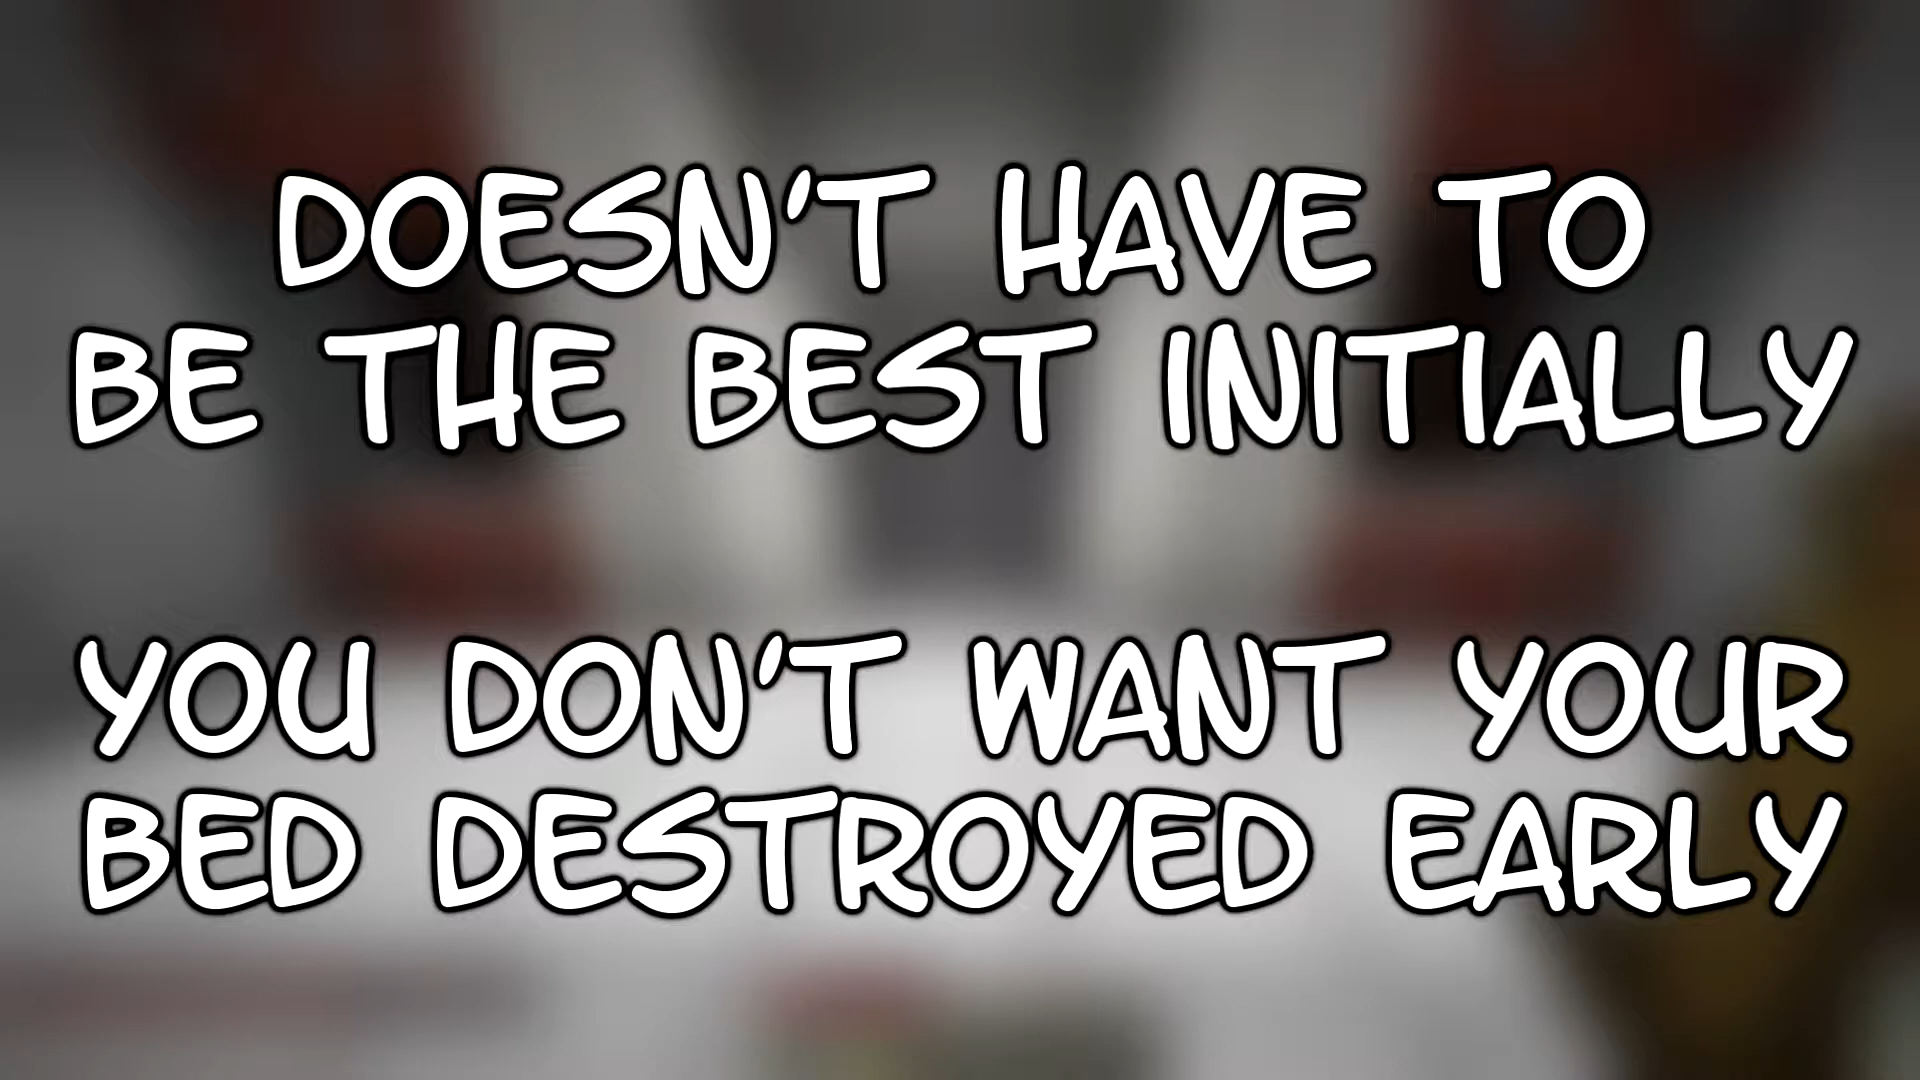 DOESN'T HAVE TO
BE THE BEST INITIALLY
YOU DON'T WANT YOUR
BED DESTROYED EARLY